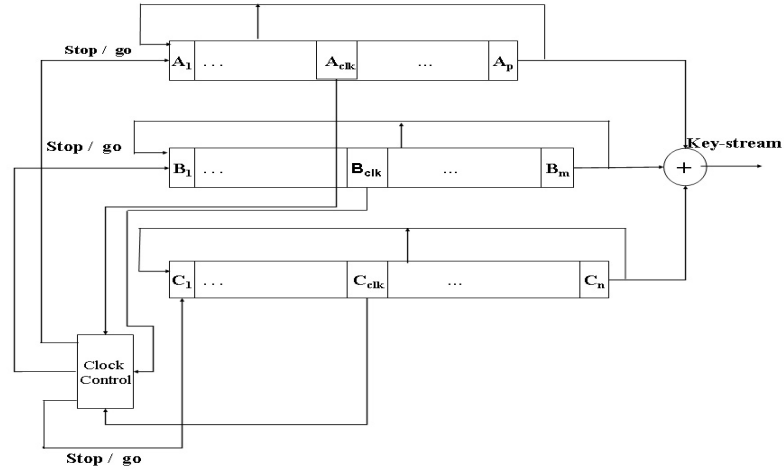 Stop / go
A1 ... Aclk ... Ap
Key-stream
Stop / go
B1 ... Bclk ... Bm
+
C1 ... Cclk ... Cn
Clock
Control
Stop / go